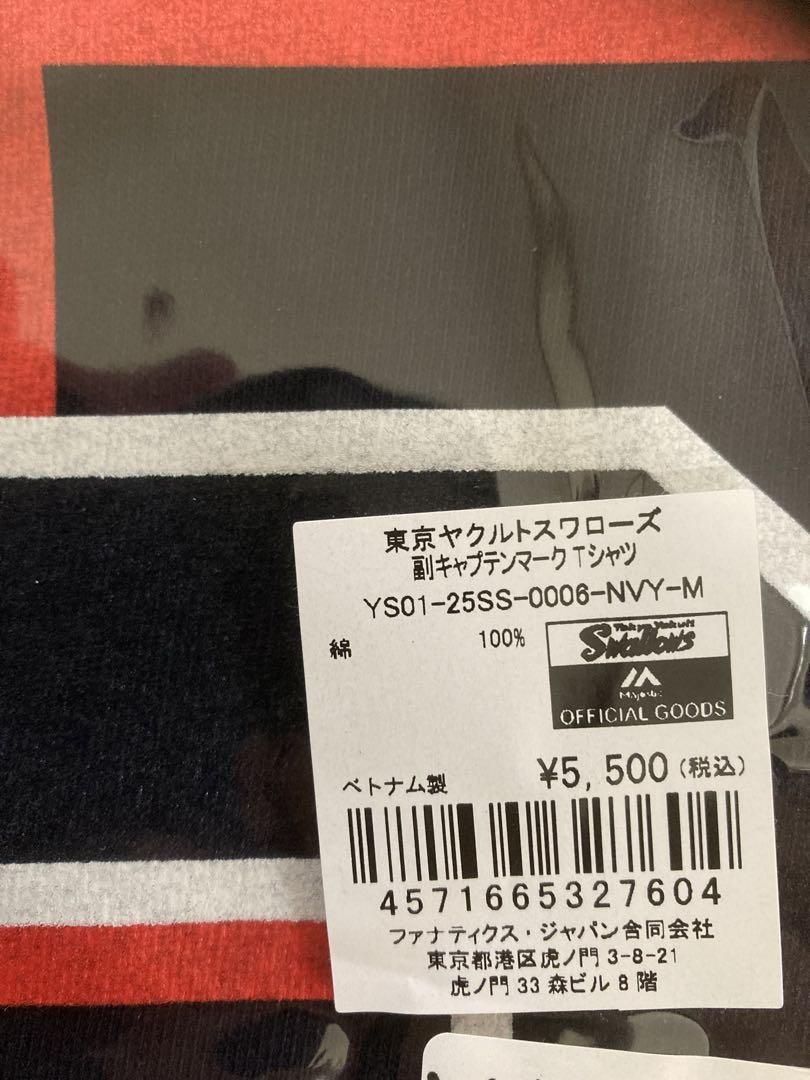 東京ヤクルトスワローズ
副キャプテンマークTシャツ
YS01-25SS-0006-NVY-M
綿 100%
Tokyo Yakult
Swallows
Majestic
OFFICIAL GOODS
¥5,500(税込)
ベトナム製
4571665327604
ファナティクス・ジャパン合同会社
東京都港区虎ノ門3-8-21
虎ノ門33森ビル8階